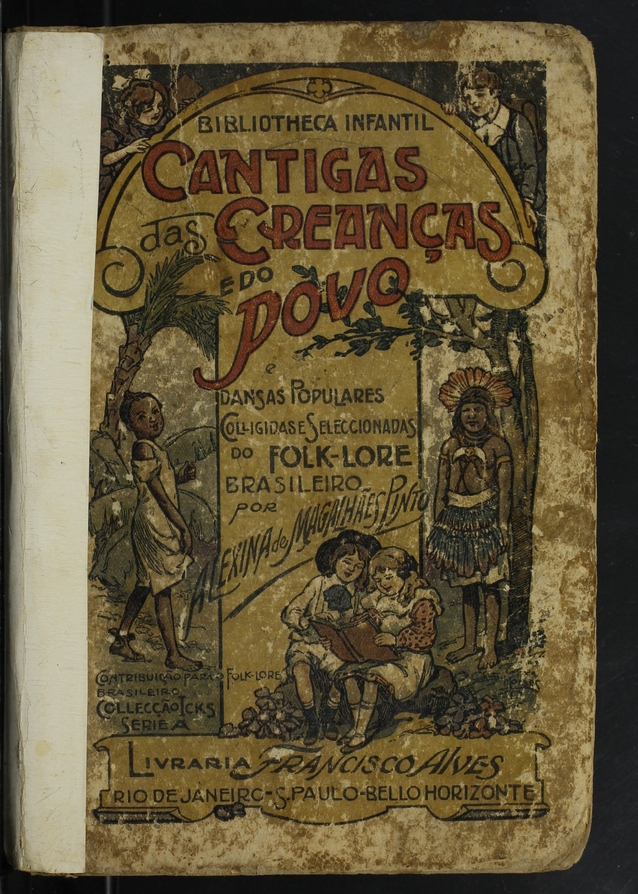 BIBLIOTHECA INFANTIL
CANTIGAS
das CREANÇAS
E DO
POVO
e
DANSAS POPULARES
COLLIGIDAS E SELECCIONADAS
DO FOLK-LORE
BRASILEIRO
POR
ALEXINA de MAGALHÃES PINTO
CONTRIBUIÇÃO PARA O FOLK-LORE
BRASILEIRO
COLLECÇÃO ICKS
SERIE A
LIVRARIA FRANCISCO ALVES
RIO DE JANEIRO-S. PAULO-BELLO HORIZONTE